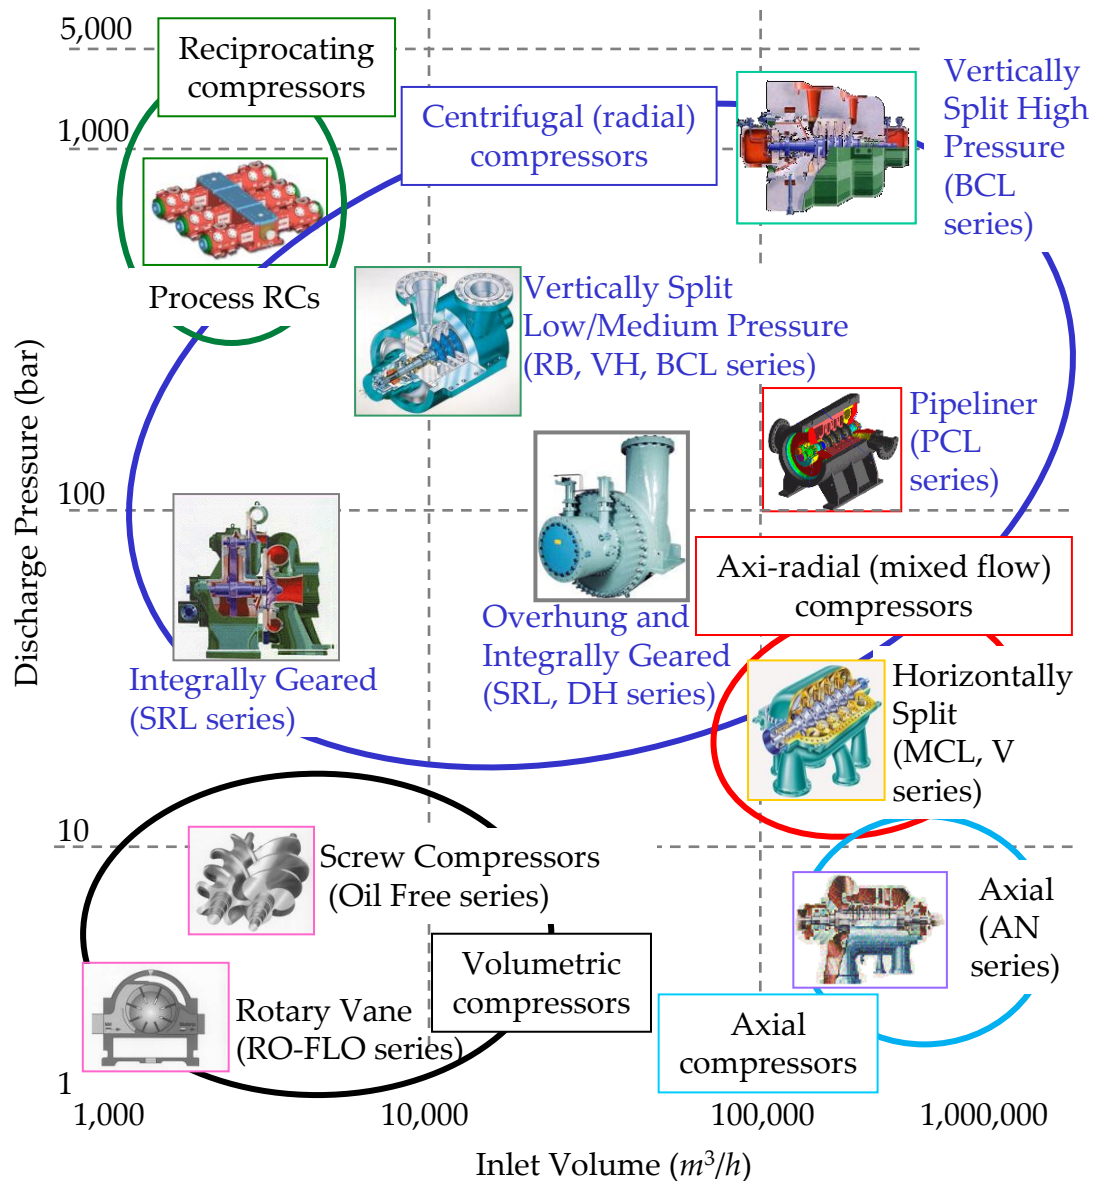 5,000
Reciprocating
compressors
Vertically
Split High
Pressure
(BCL
series)
Centrifugal (radial)
compressors
1,000
Process RCs
Vertically Split
Low/Medium Pressure
(RB, VH, BCL series)
Pipeliner
(PCL
series)
Discharge Pressure (bar)
100
Axi-radial (mixed flow)
compressors
Overhung and
Integrally Geared
(SRL, DH series)
Integrally Geared
(SRL series)
Horizontally
Split
(MCL, V
series)
10
Screw Compressors
(Oil Free series)
Axial
(AN
series)
Volumetric
compressors
Rotary Vane
(RO-FLO series)
Axial
compressors
1
1,000
10,000
100,000
1,000,000
Inlet Volume (m³/h)